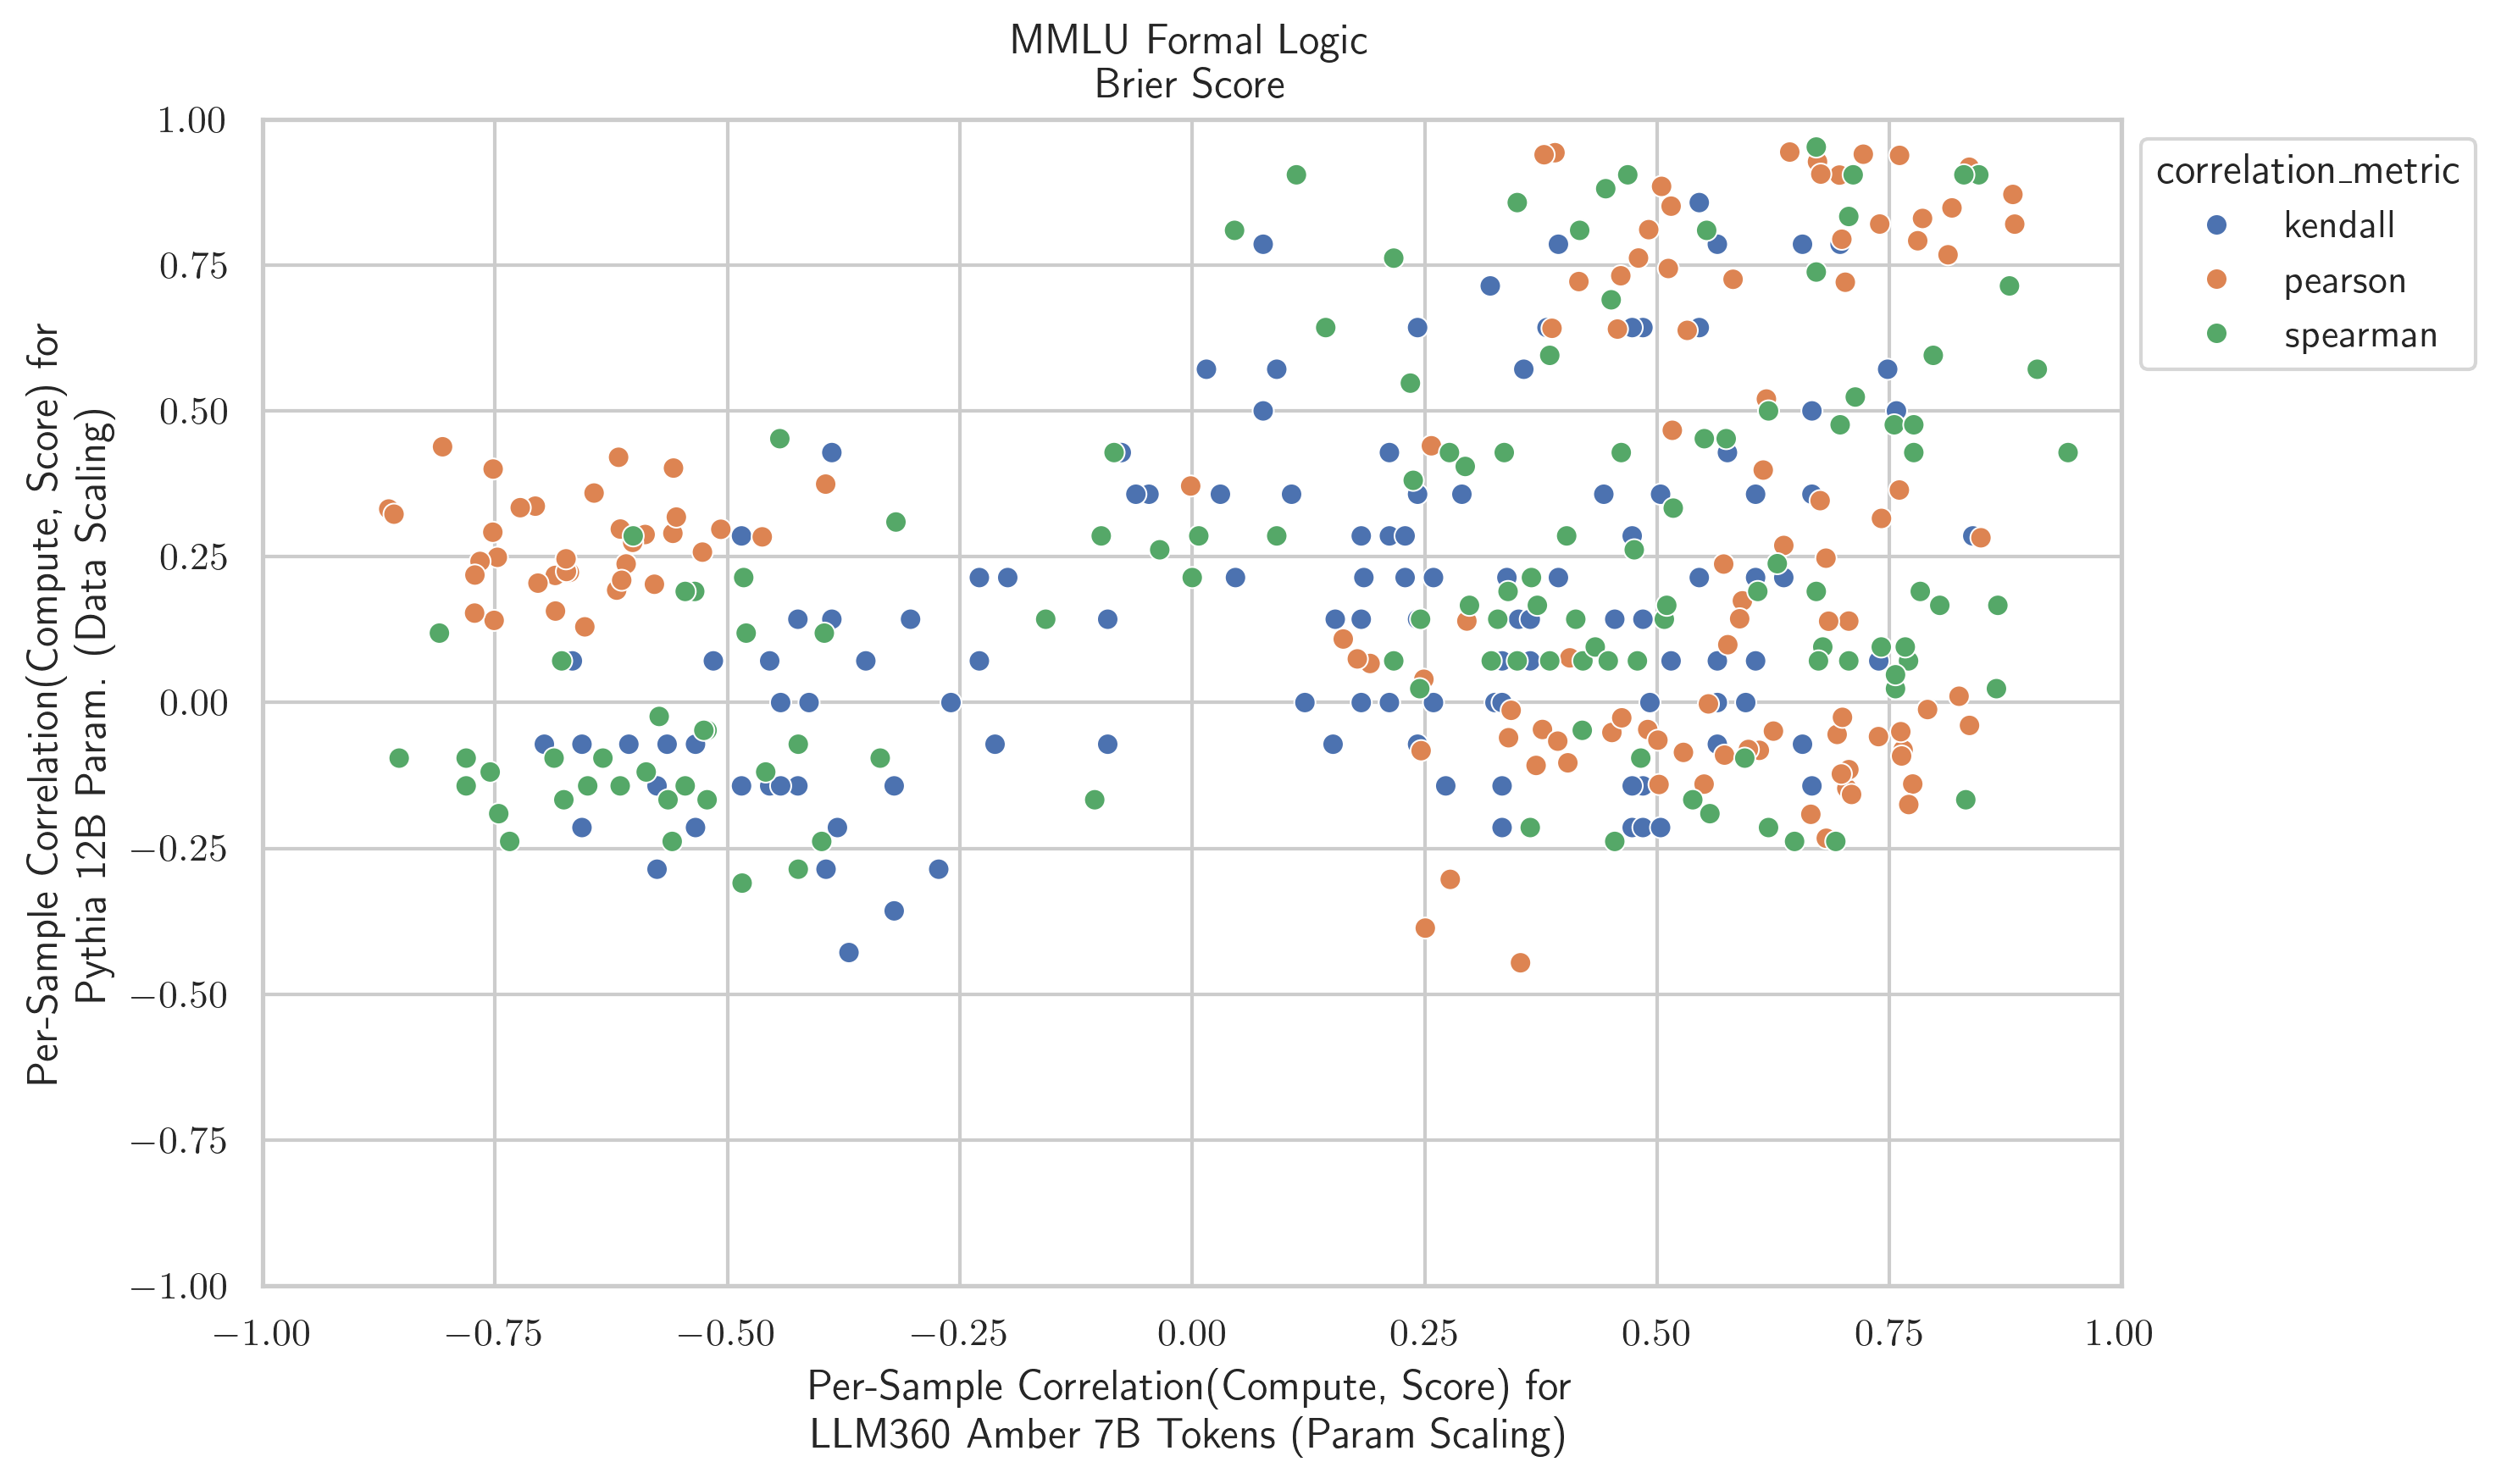 MMLU Formal Logic
Brier Score
Per-Sample Correlation(Compute, Score) for
Pythia 12B Param. (Data Scaling)
1.00
0.75
0.50
0.25
0.00
−0.25
−0.50
−0.75
−1.00
−1.00
−0.75
−0.50
−0.25
0.00
0.25
0.50
0.75
1.00
Per-Sample Correlation(Compute, Score) for
LLM360 Amber 7B Tokens (Param Scaling)
correlation_metric
kendall
pearson
spearman